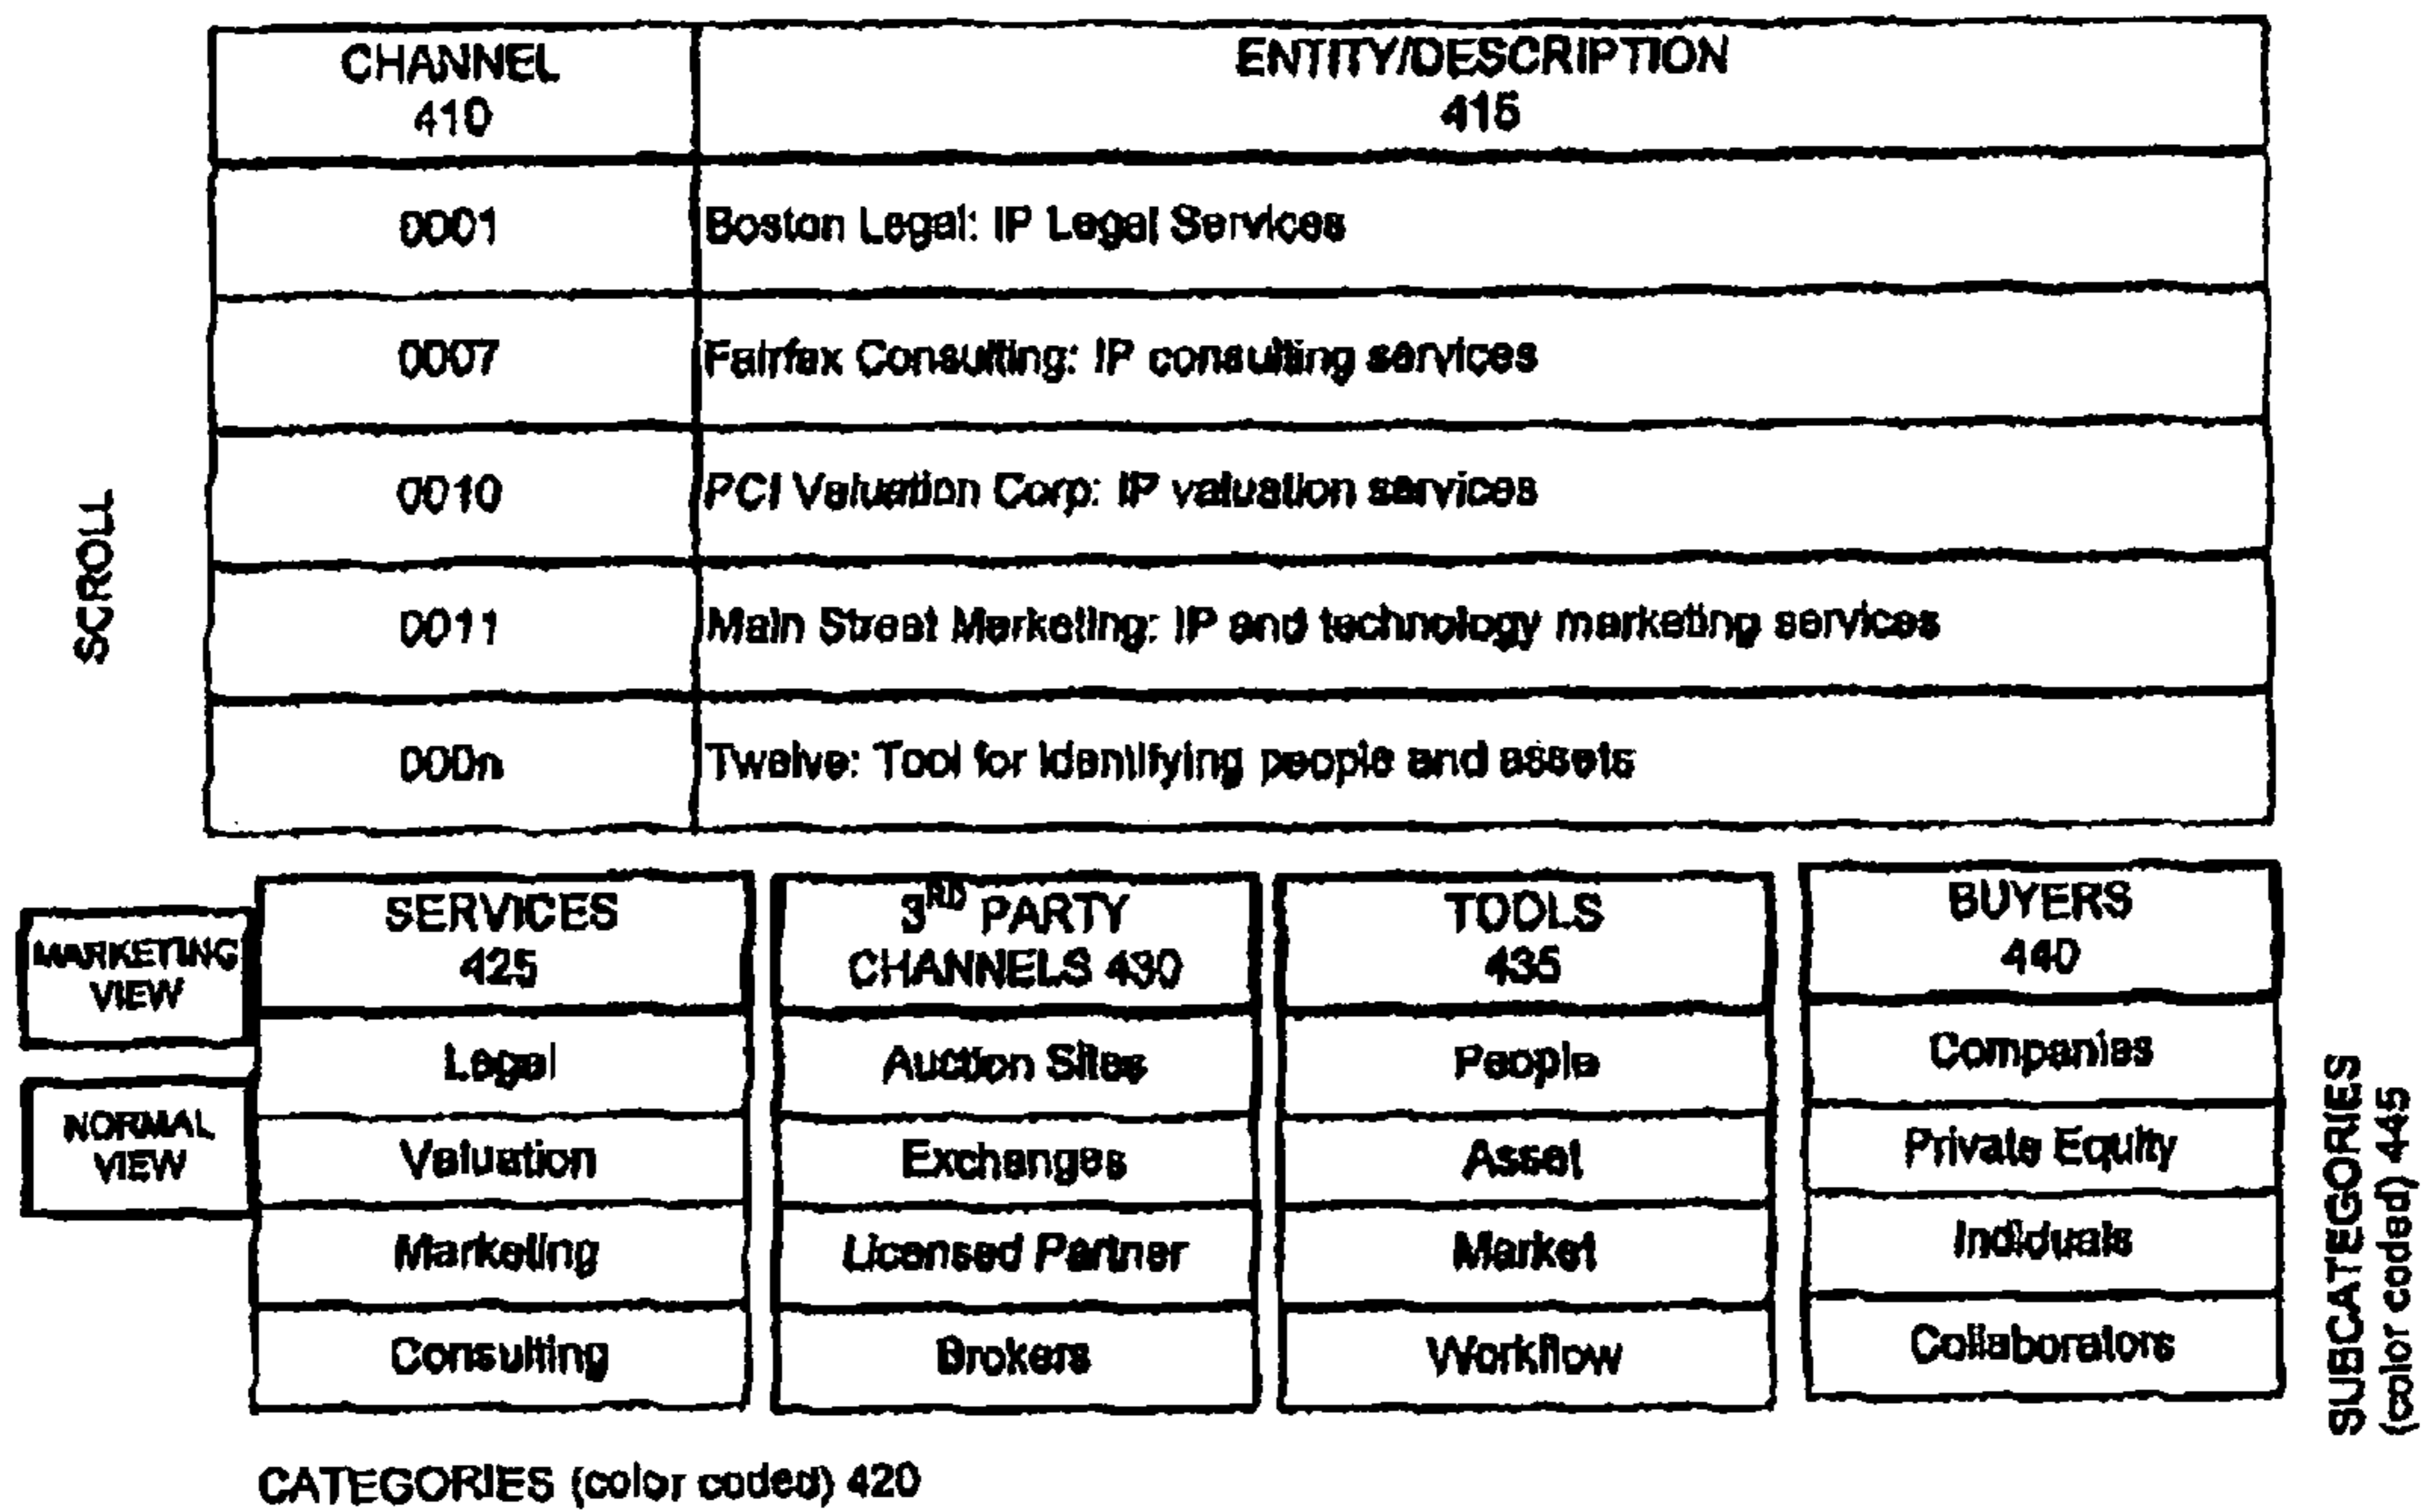 CHANNEL
410
ENTITY/DESCRIPTION
415
0001
Boston Legal: IP Legal Services
0007
Fairfax Consulting: IP consulting services
0010
PCI Valuation Corp: IP valuation services
0011
Main Street Marketing: IP and technology marketing services
000n
Twelve: Tool for identifying people and assets
SCROLL
MARKETING
VIEW
NORMAL
VIEW
SERVICES
425
Legal
Valuation
Marketing
Consulting
3RD PARTY
CHANNELS 430
Auction Sites
Exchanges
Licensed Partner
Brokers
TOOLS
435
People
Asset
Market
Workflow
BUYERS
440
Companies
Private Equity
Individuals
Collaborators
SUBCATEGORIES
(color coded) 445
CATEGORIES (color coded) 420